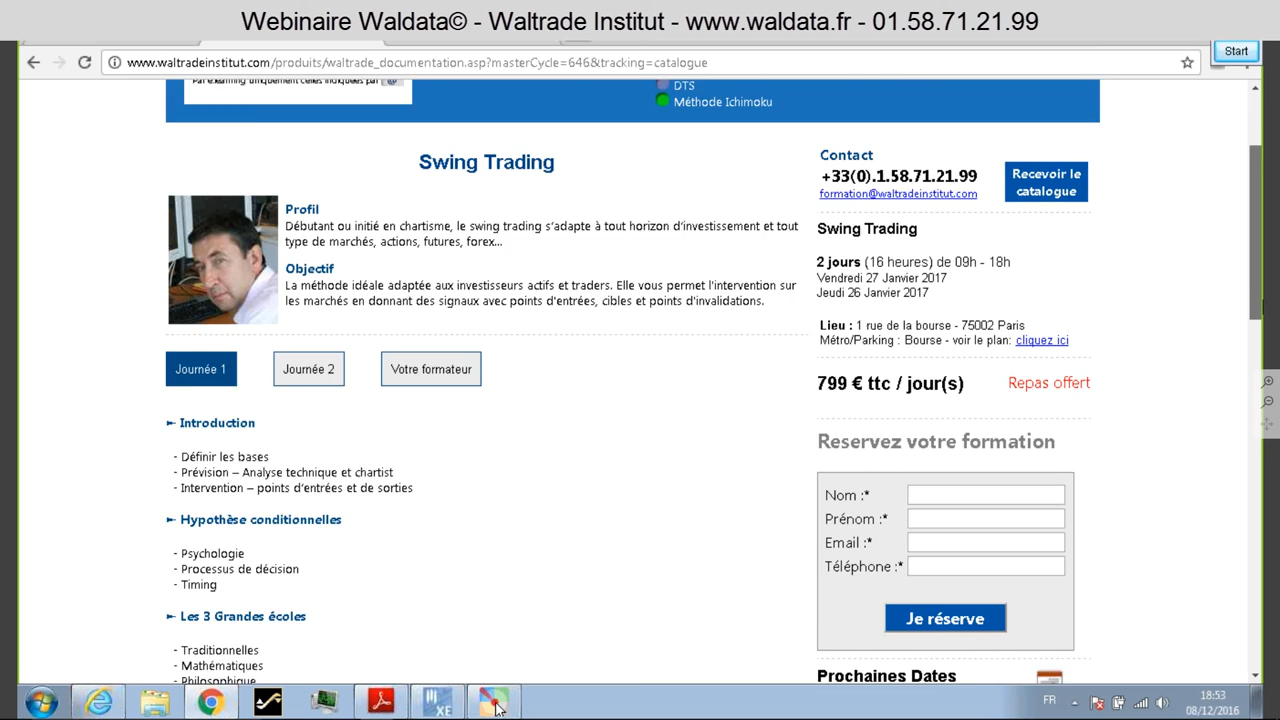 Webinaire Waldata© - Waltrade Institut - www.waldata.fr - 01.58.71.21.99
Start
www.waltradeinstitut.com/produits/waltrade_documentation.asp?masterCycle=646&tracking=catalogue
DTS
Méthode Ichimoku
Swing Trading
Profil
Débutant ou initié en chartisme, le swing trading s'adapte à tout horizon d'investissement et tout
type de marchés, actions, futures, forex...
Objectif
La méthode idéale adaptée aux investisseurs actifs et traders. Elle vous permet l'intervention sur
les marchés en donnant des signaux avec points d'entrées, cibles et points d'invalidations.
Journée 1
Journée 2
Votre formateur
Introduction
- Définir les bases
- Prévision – Analyse technique et chartist
- Intervention – points d'entrées et de sorties
Hypothèse conditionnelles
- Psychologie
- Processus de décision
- Timing
Les 3 Grandes écoles
- Traditionnelles
- Mathématiques
- Philosophique
Contact
+33(0).1.58.71.21.99
formation@waltradeinstitut.com
Recevoir le
catalogue
Swing Trading
2 jours (16 heures) de 09h - 18h
Vendredi 27 Janvier 2017
Jeudi 26 Janvier 2017
Lieu : 1 rue de la bourse - 75002 Paris
Métro/Parking : Bourse - voir le plan: cliquez ici
799 € ttc / jour(s)
Repas offert
Reservez votre formation
Nom :*
Prénom :*
Email :*
Téléphone :*
Je réserve
Prochaines Dates
XE
FR
18:53
08/12/2016